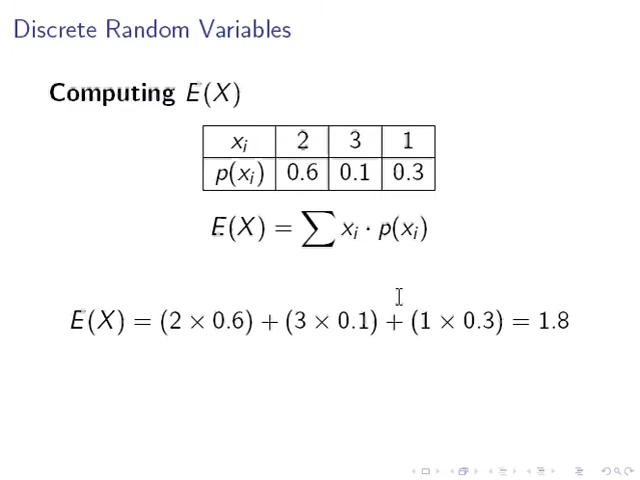 Discrete Random Variables
Computing E(X)
xᵢ 2 3 1
p(xᵢ) 0.6 0.1 0.3
E(X) = ∑ xᵢ · p(xᵢ)
E(X) = (2 × 0.6) + (3 × 0.1) + (1 × 0.3) = 1.8